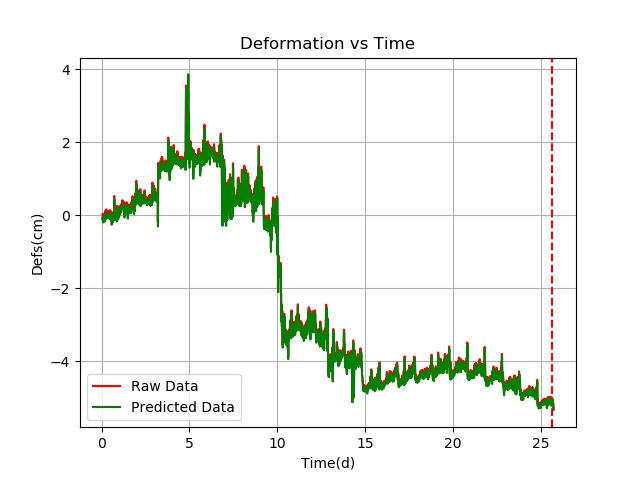 Deformation vs Time
4
2
0
−2
−4
Defs(cm)
Raw Data
Predicted Data
0 5 10 15 20 25
Time(d)